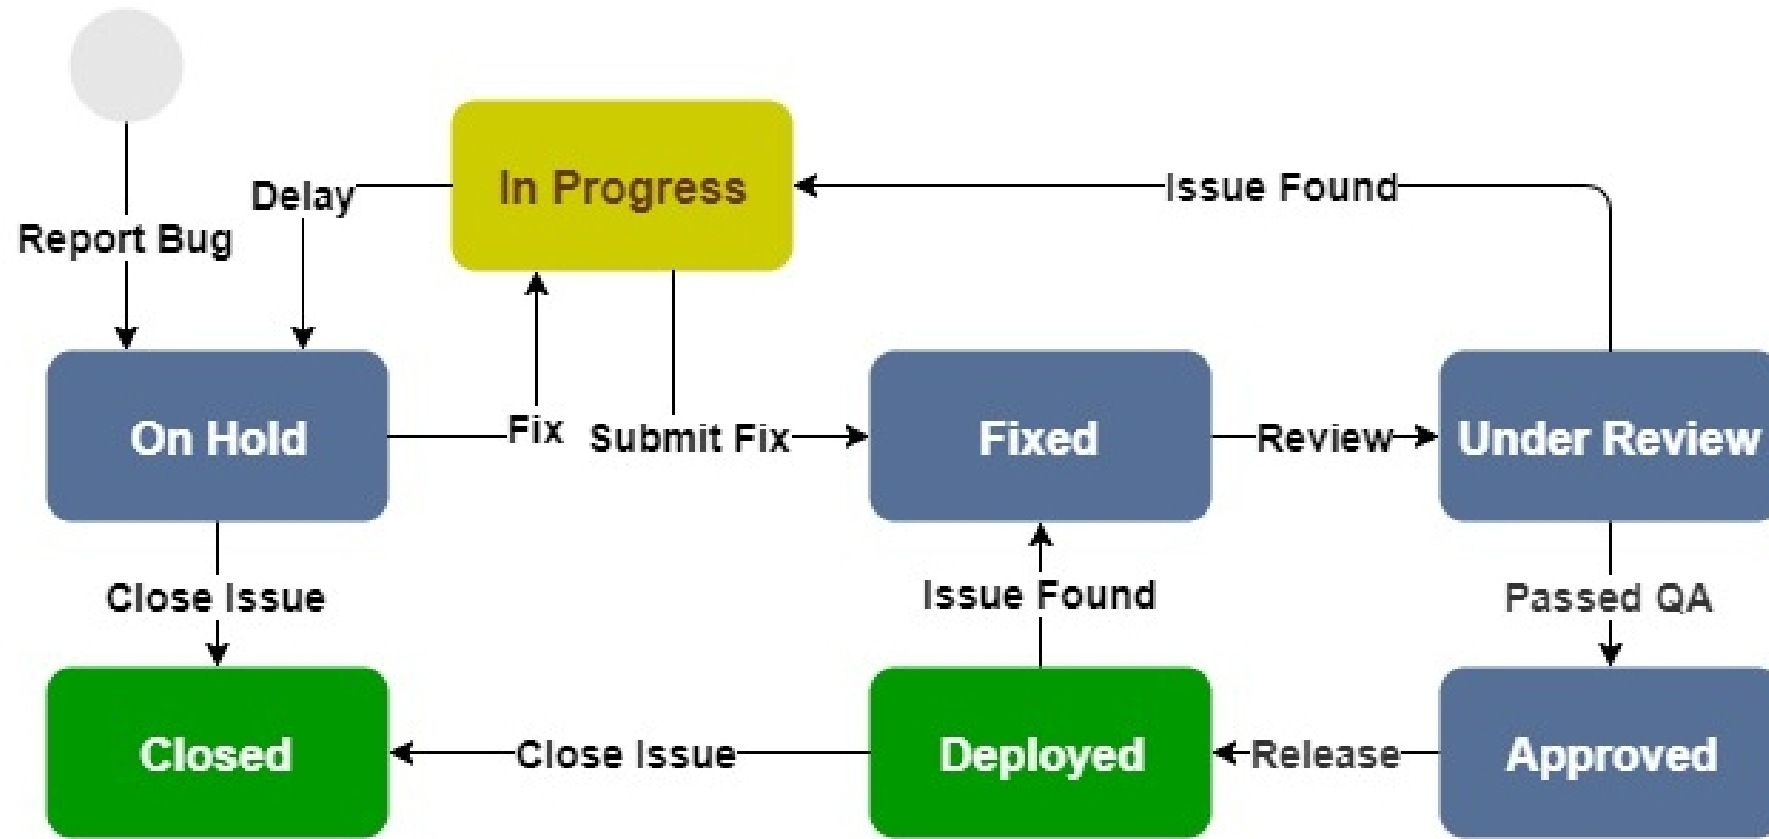 In Progress
Issue Found
Delay
Report Bug
On Hold
Fix
Submit Fix
Fixed
Review
Under Review
Close Issue
Issue Found
Passed QA
Closed
Close Issue
Deployed
Release
Approved